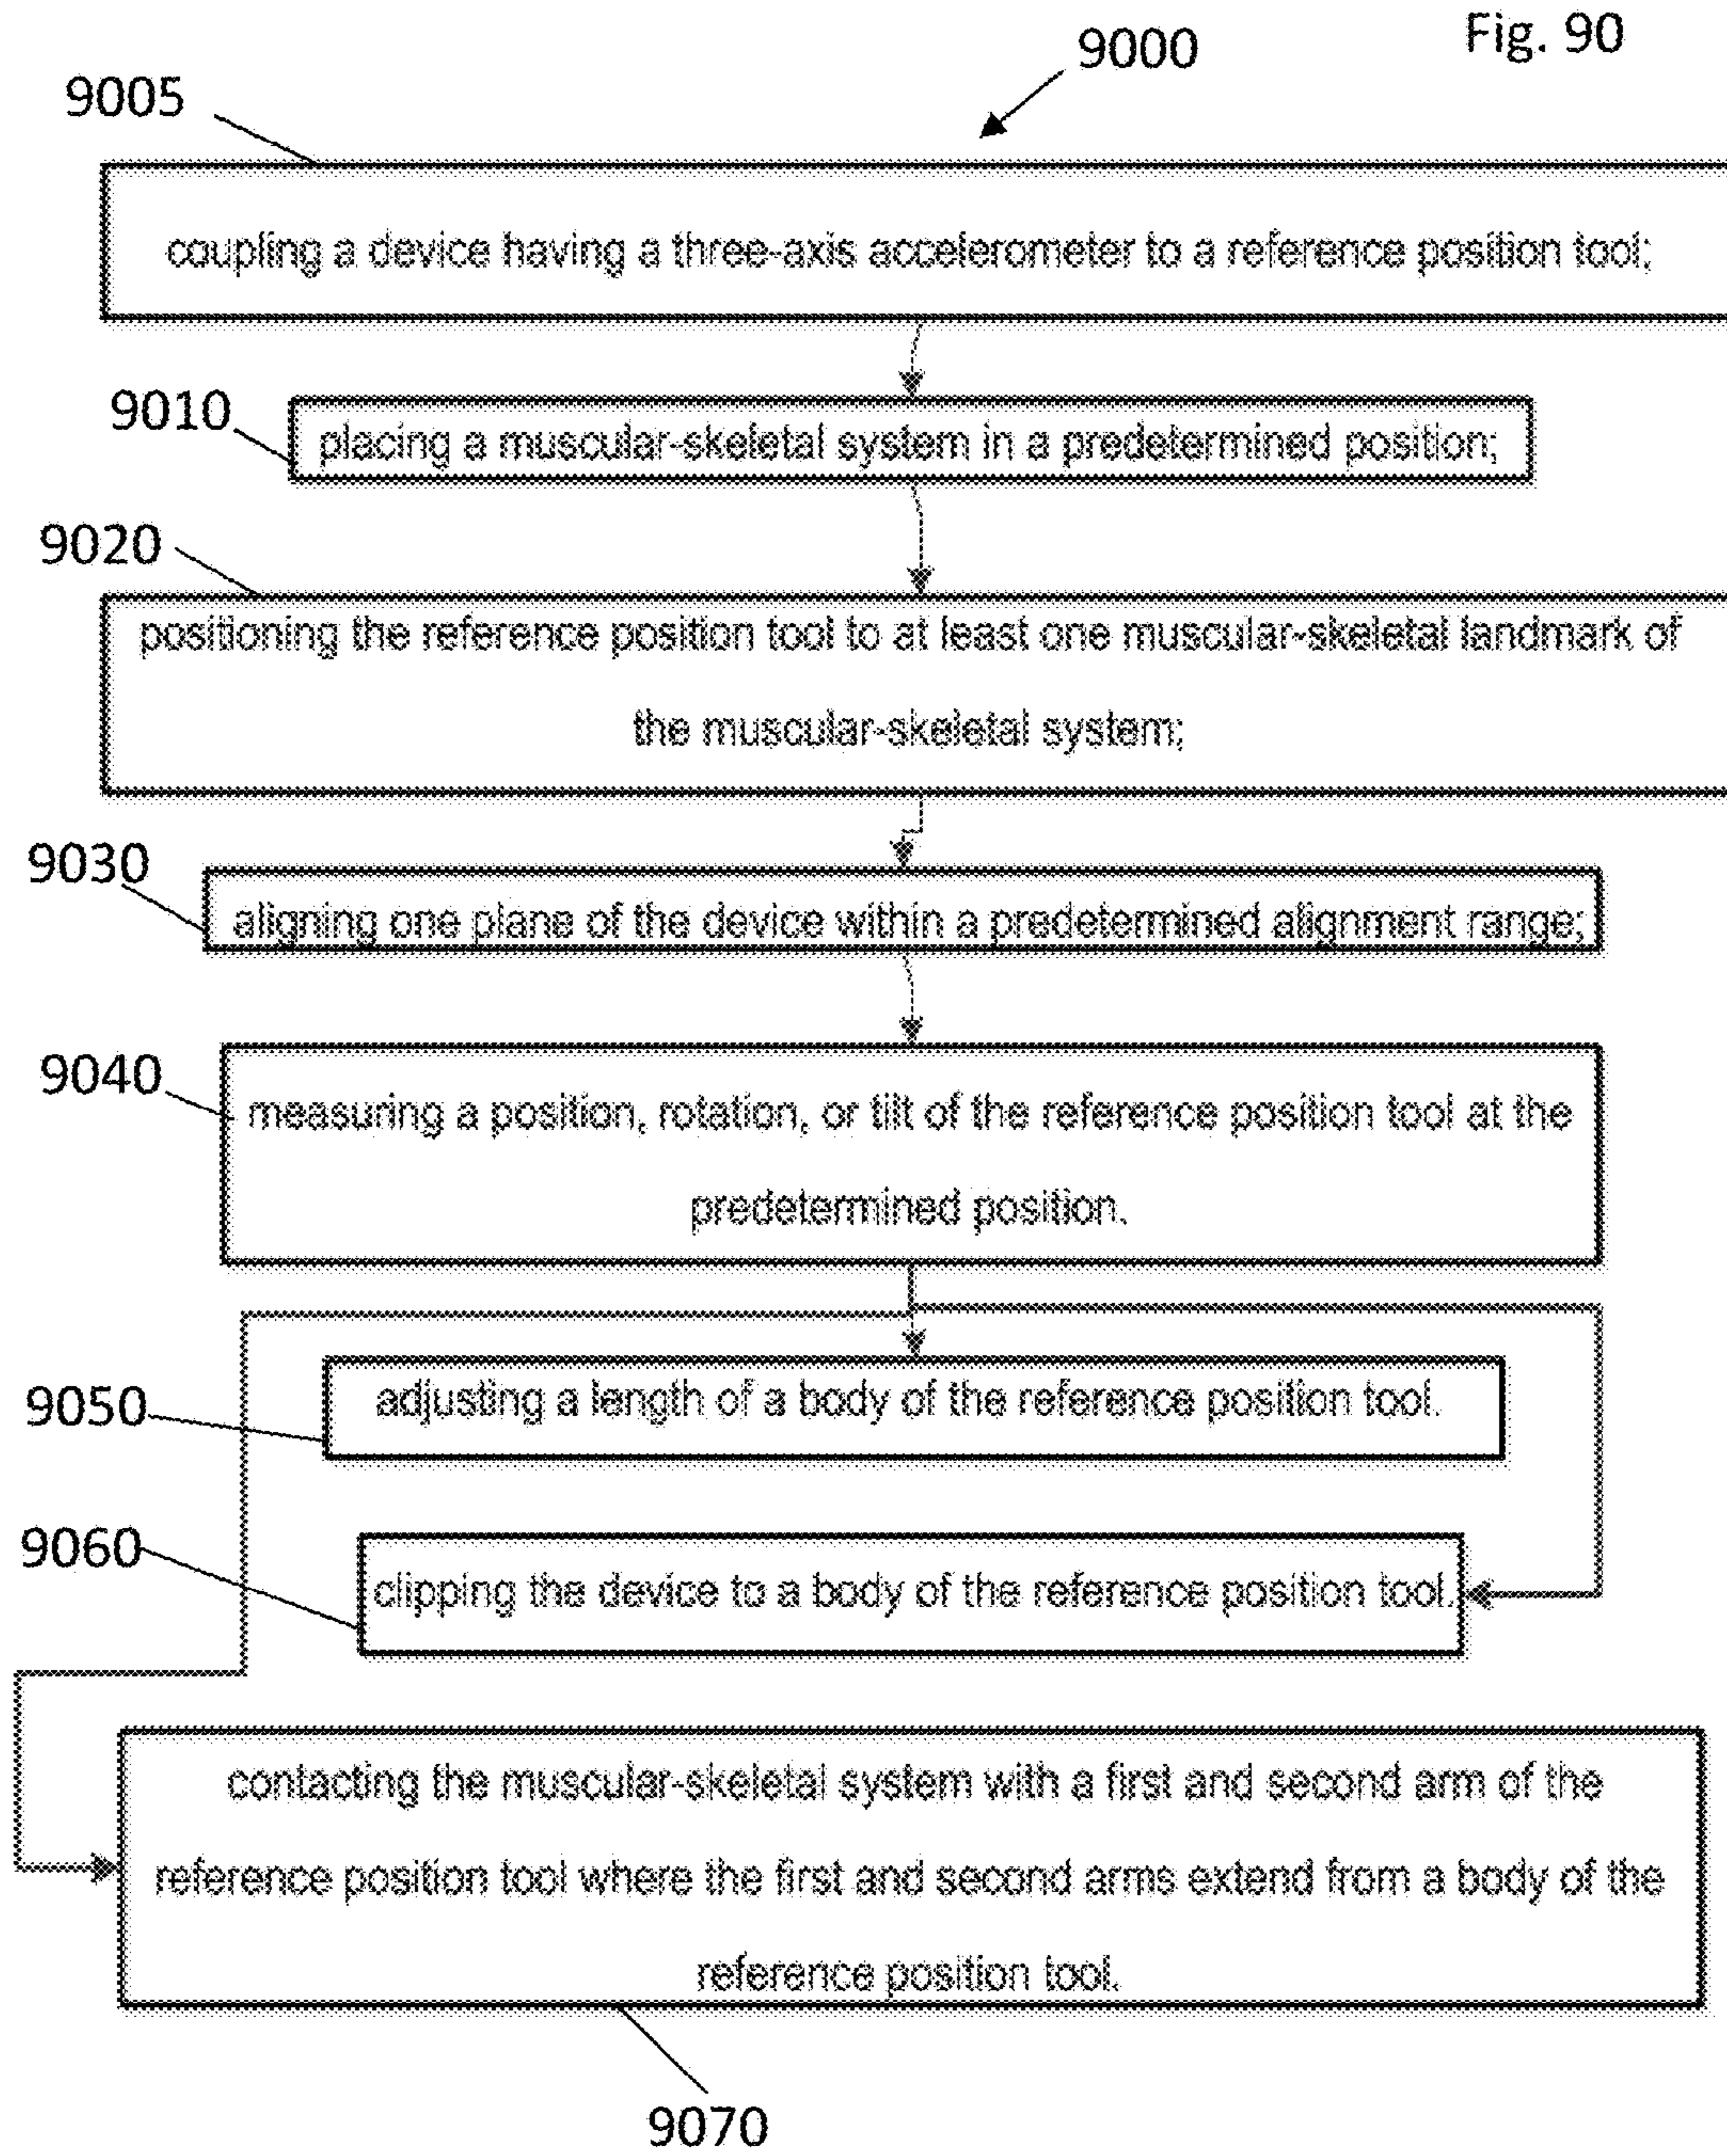 Fig. 90
9000
9005
coupling a device having a three-axis accelerometer to a reference position tool;
9010
placing a muscular-skeletal system in a predetermined position;
9020
positioning the reference position tool to at least one muscular-skeletal landmark of
the muscular-skeletal system;
9030
aligning one plane of the device within a predetermined alignment range;
9040
measuring a position, rotation, or tilt of the reference position tool at the
predetermined position.
9050
adjusting a length of a body of the reference position tool.
9060
clipping the device to a body of the reference position tool.
contacting the muscular-skeletal system with a first and second arm of the
reference position tool where the first and second arms extend from a body of the
reference position tool.
9070